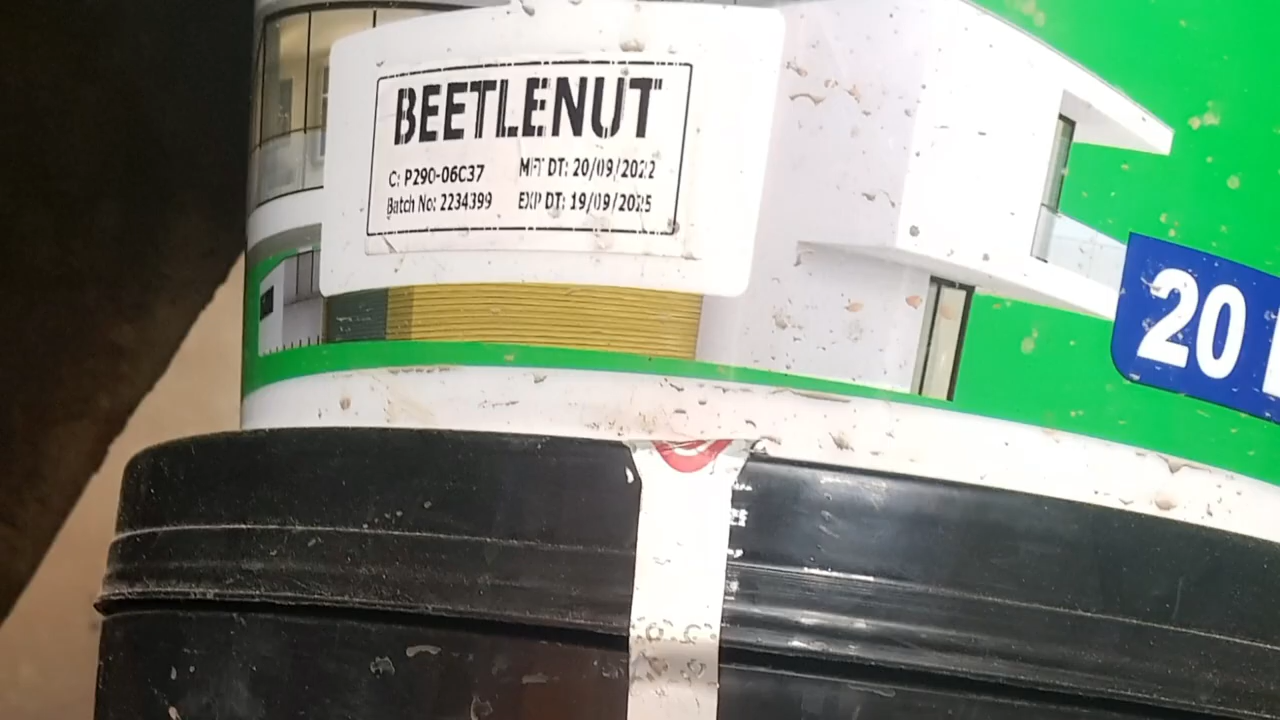 BEETLENUT
C: P290-06C37
MFT DT: 20/09/2022
Batch No: 2234399
EXP DT: 19/09/2025
20